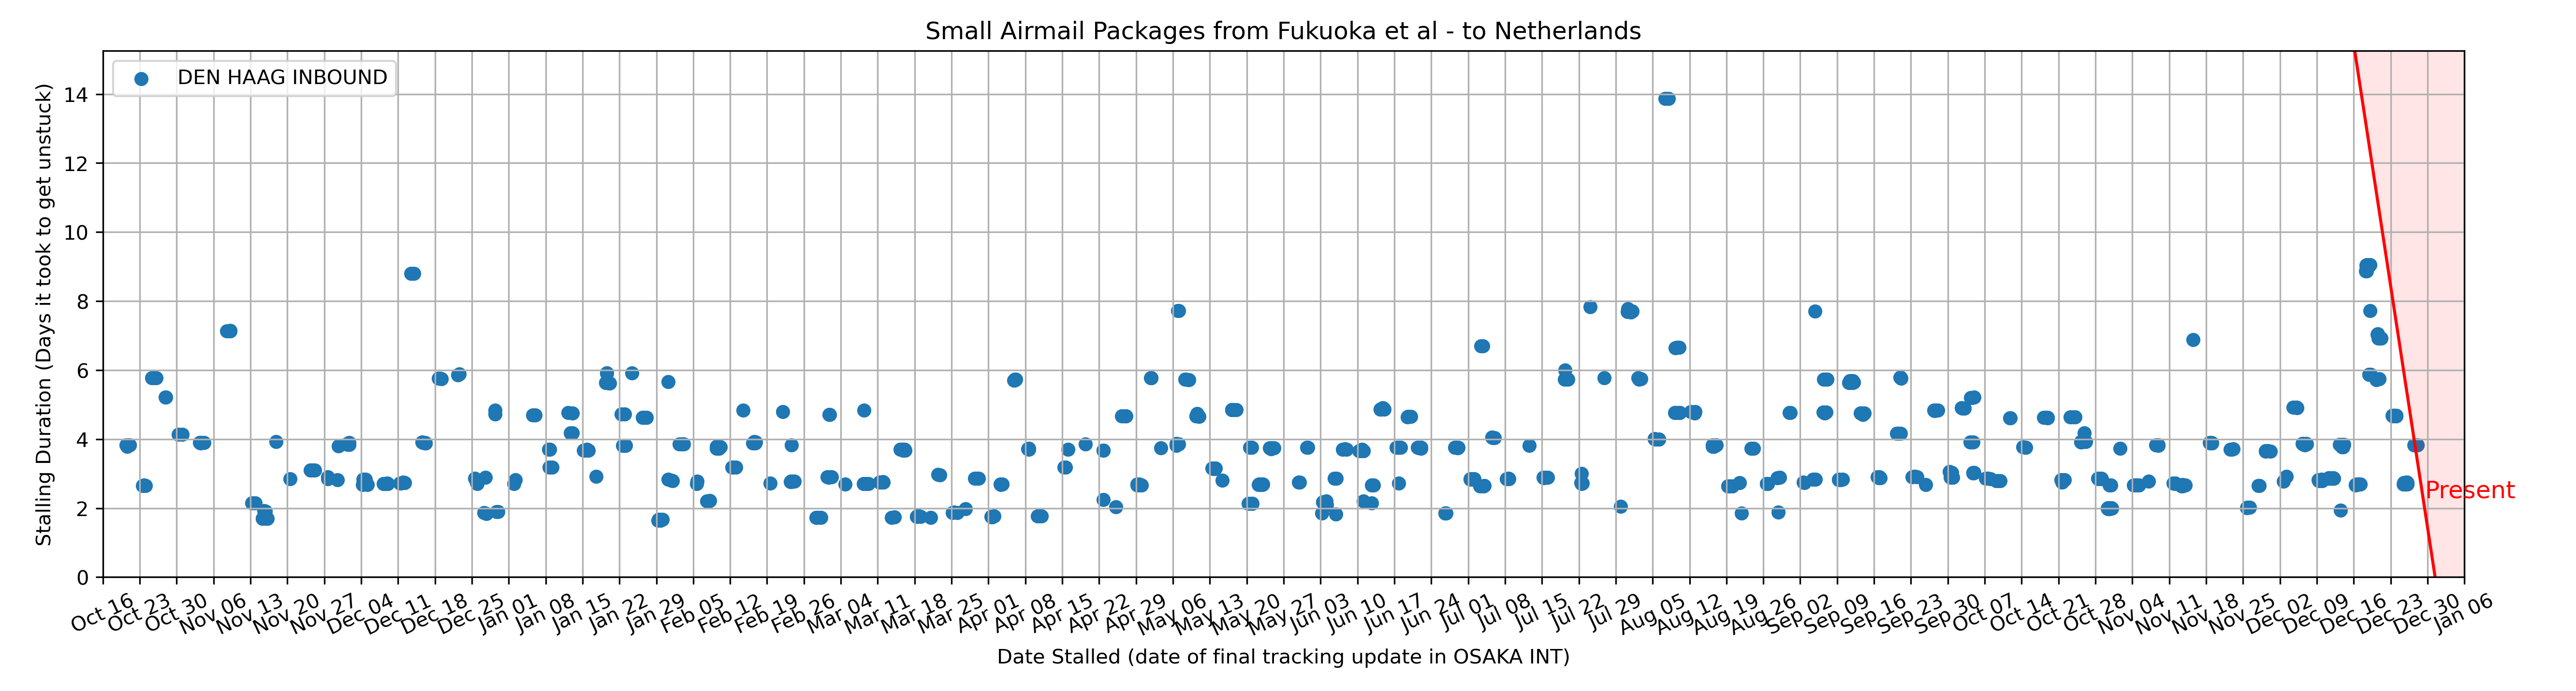 Small Airmail Packages from Fukuoka et al - to Netherlands
DEN HAAG INBOUND
Stalling Duration (Days it took to get unstuck)
14
12
10
8
6
4
2
0
Present
Oct 16
Oct 23
Oct 30
Nov 06
Nov 13
Nov 20
Nov 27
Dec 04
Dec 11
Dec 18
Dec 25
Jan 01
Jan 08
Jan 15
Jan 22
Jan 29
Feb 05
Feb 12
Feb 19
Feb 26
Mar 04
Mar 11
Mar 18
Mar 25
Apr 01
Apr 08
Apr 15
Apr 22
Apr 29
May 06
May 13
May 20
May 27
Jun 03
Jun 10
Jun 17
Jun 24
Jul 01
Jul 08
Jul 15
Jul 22
Jul 29
Aug 05
Aug 12
Aug 19
Aug 26
Sep 02
Sep 09
Sep 16
Sep 23
Sep 30
Oct 07
Oct 14
Oct 21
Oct 28
Nov 04
Nov 11
Nov 18
Nov 25
Dec 02
Dec 09
Dec 16
Dec 23
Dec 30
Jan 06
Date Stalled (date of final tracking update in OSAKA INT)